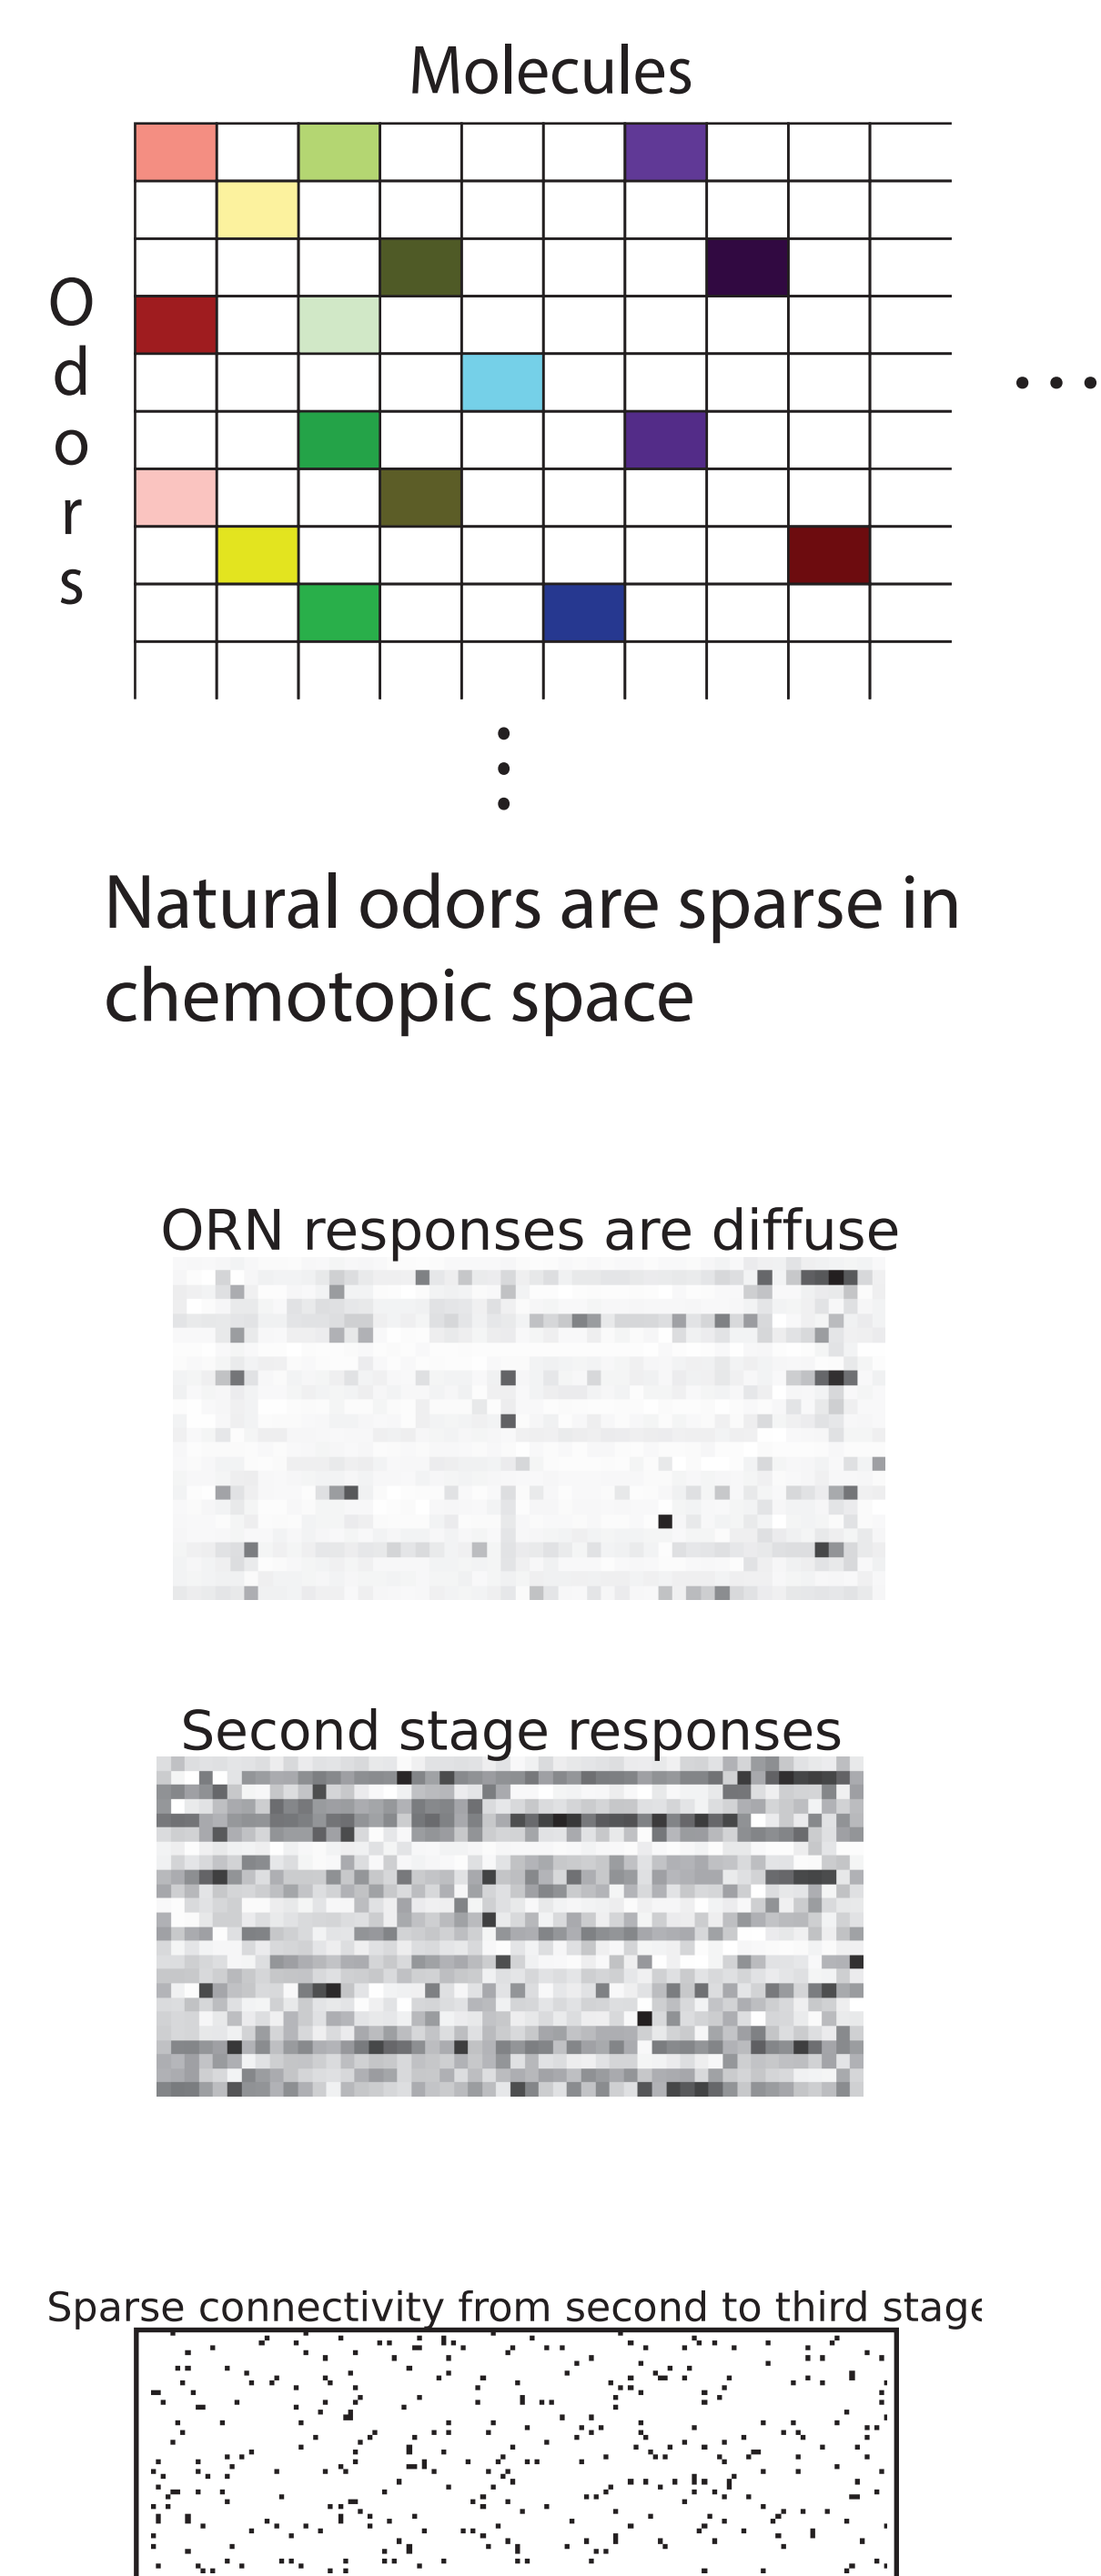 Molecules
Odors
Natural odors are sparse in
chemotopic space
ORN responses are diffuse
Second stage responses
Sparse connectivity from second to third stage